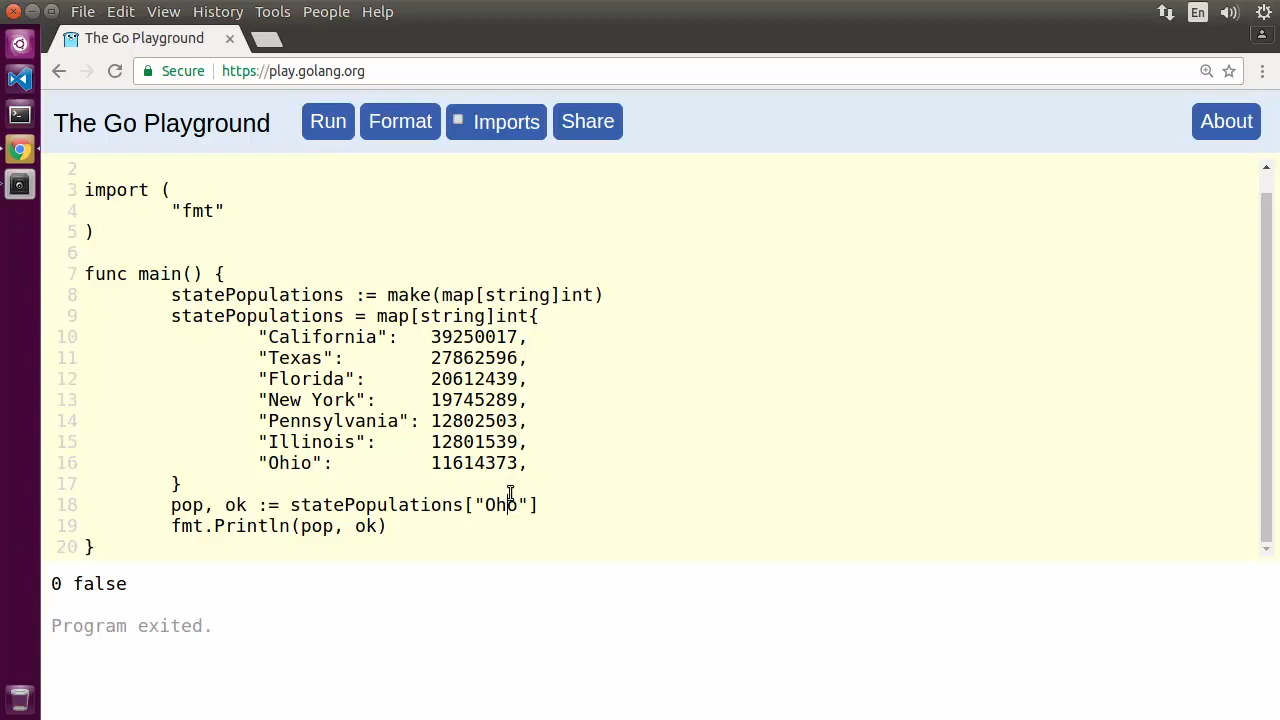 File Edit View History Tools People Help
En
The Go Playground
Secure https://play.golang.org
The Go Playground Run Format Imports Share About
2
3 import (
4 "fmt"
5 )
6
7 func main() {
8 statePopulations := make(map[string]int)
9 statePopulations = map[string]int{
10 "California": 39250017,
11 "Texas": 27862596,
12 "Florida": 20612439,
13 "New York": 19745289,
14 "Pennsylvania": 12802503,
15 "Illinois": 12801539,
16 "Ohio": 11614373,
17 }
18 pop, ok := statePopulations["Oho"]
19 fmt.Println(pop, ok)
20 }
0 false
Program exited.